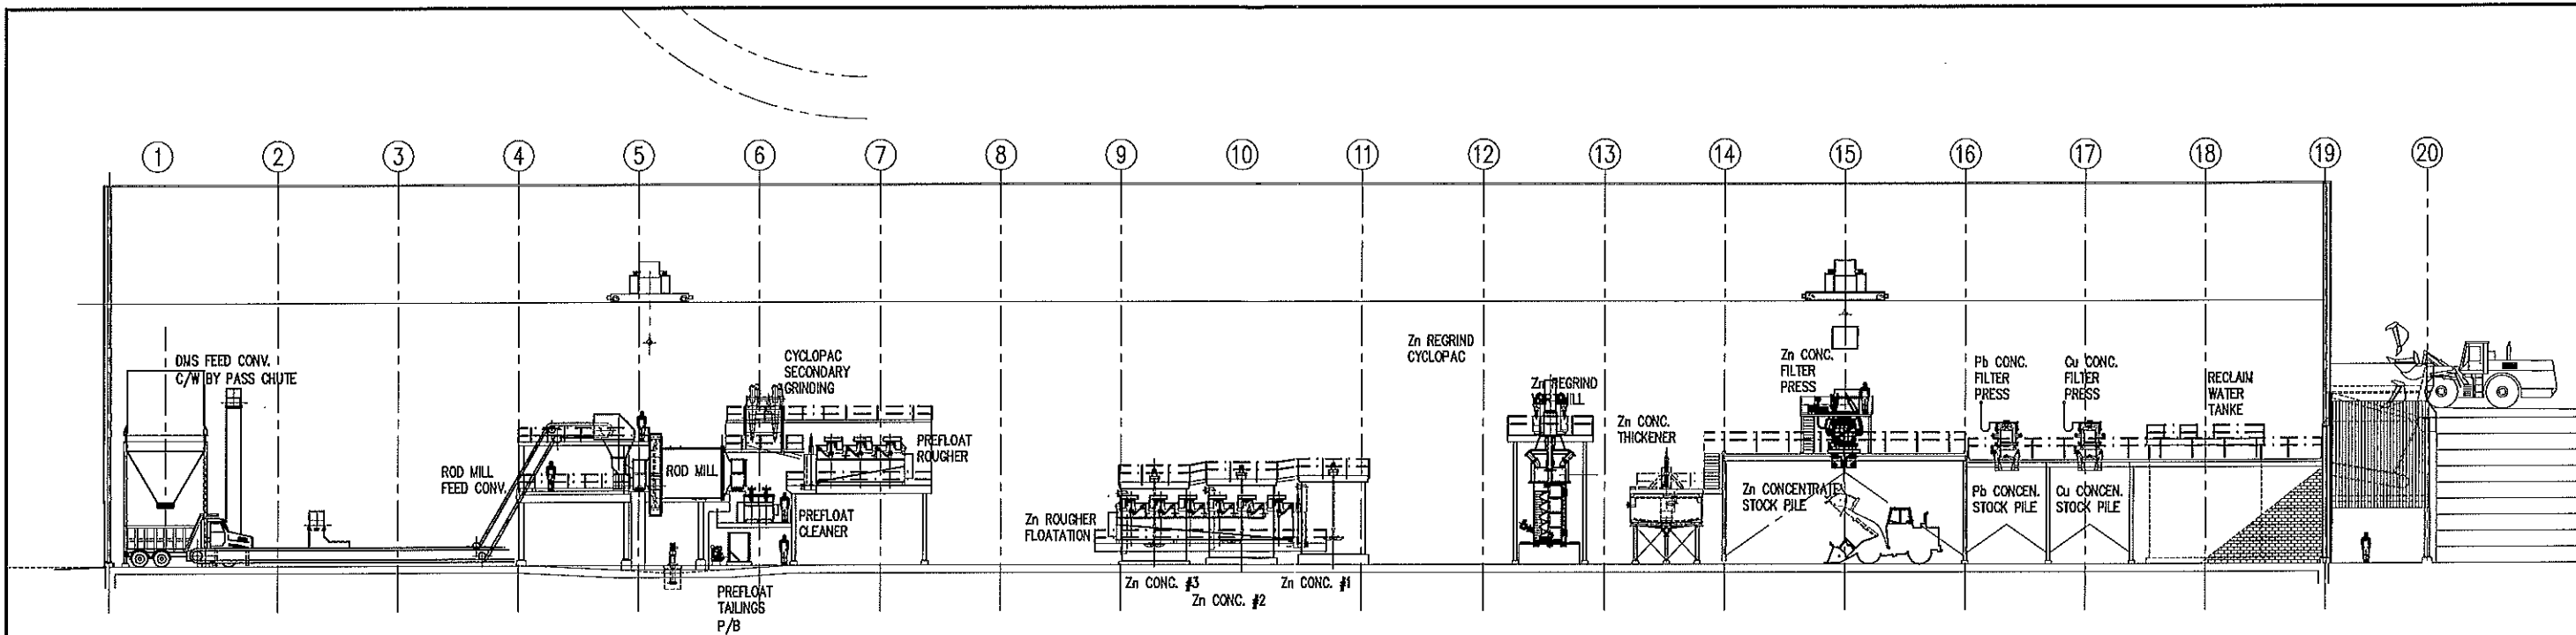 1
2
3
4
5
6
7
8
9
10
11
12
13
14
15
16
17
18
19
20
DMS FEED CONV.
C/W BY PASS CHUTE
ROD MILL
FEED CONV.
ROD MILL
CYCLOPAC
SECONDARY
GRINDING
PREFLOAT
ROUGHER
PREFLOAT
CLEANER
PREFLOAT
TAILINGS
P/B
Zn ROUGHER
FLOATATION
Zn CONC. #3
Zn CONC. #2
Zn CONC. #1
Zn REGRIND
CYCLOPAC
Zn REGRIND
Zn CONC.
THICKENER
Zn CONC.
FILTER
PRESS
Zn CONCENTRATE
STOCK PILE
Pb CONC.
FILTER
PRESS
Cu CONC.
FILTER
PRESS
Pb CONCEN.
STOCK PILE
Cu CONCEN.
STOCK PILE
RECLAIM
WATER
TANKE